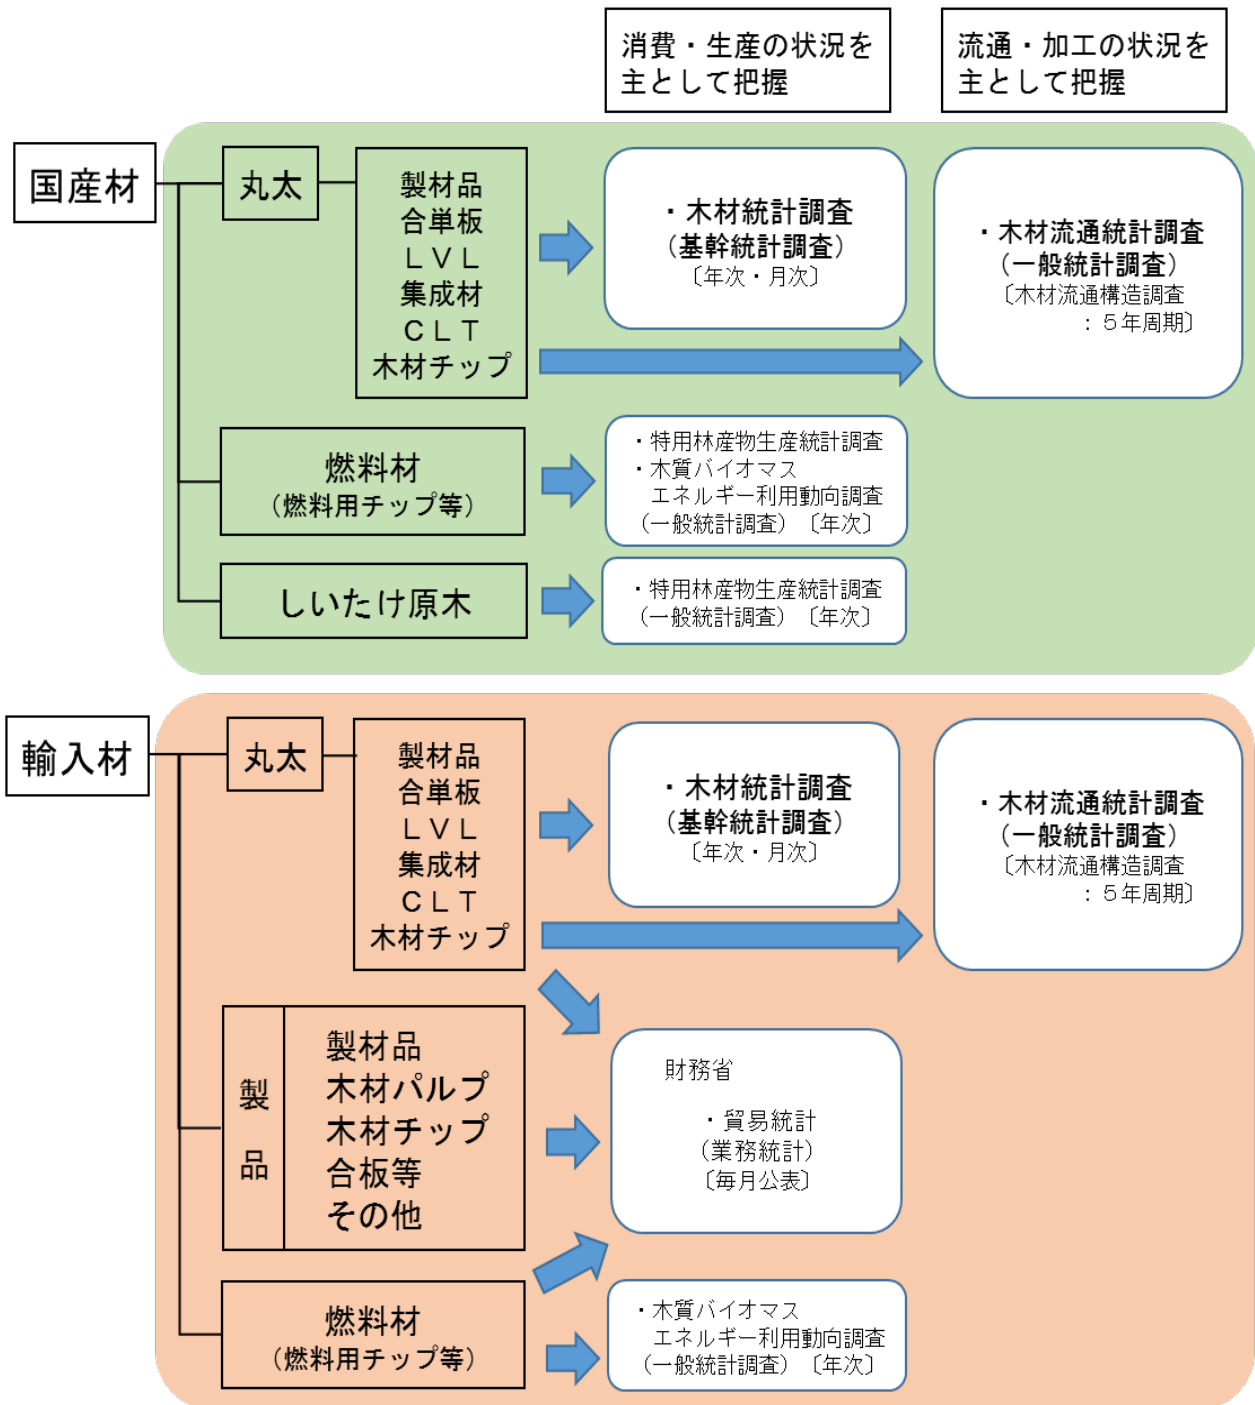 消費・生産の状況を
主として把握
流通・加工の状況を
主として把握
国産材
丸太
製材品
合単板
ＬＶＬ
集成材
ＣＬＴ
木材チップ
・木材統計調査
（基幹統計調査）
〔年次・月次〕
・木材流通統計調査
（一般統計調査）
〔木材流通構造調査
：５年周期〕
燃料材
（燃料用チップ等）
・特用林産物生産統計調査
・木質バイオマス
エネルギー利用動向調査
（一般統計調査）〔年次〕
しいたけ原木
・特用林産物生産統計調査
（一般統計調査）〔年次〕
輸入材
丸太
製材品
合単板
ＬＶＬ
集成材
ＣＬＴ
木材チップ
・木材統計調査
（基幹統計調査）
〔年次・月次〕
・木材流通統計調査
（一般統計調査）
〔木材流通構造調査
：５年周期〕
製品
製材品
木材パルプ
木材チップ
合板等
その他
財務省
・貿易統計
（業務統計）
〔毎月公表〕
燃料材
（燃料用チップ等）
・木質バイオマス
エネルギー利用動向調査
（一般統計調査）〔年次〕